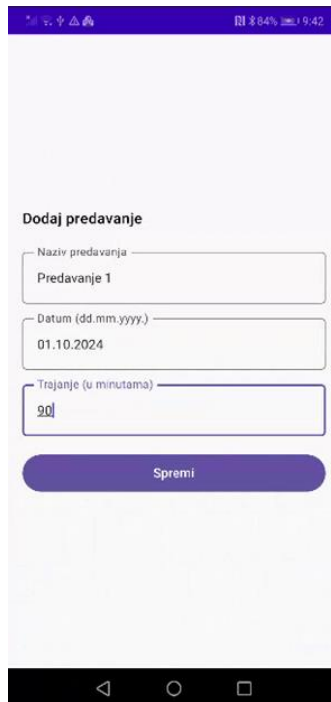 84% 9:42
Dodaj predavanje
Naziv predavanja
Predavanje 1
Datum (dd.mm.yyyy.)
01.10.2024
Trajanje (u minutama)
90
Spremi